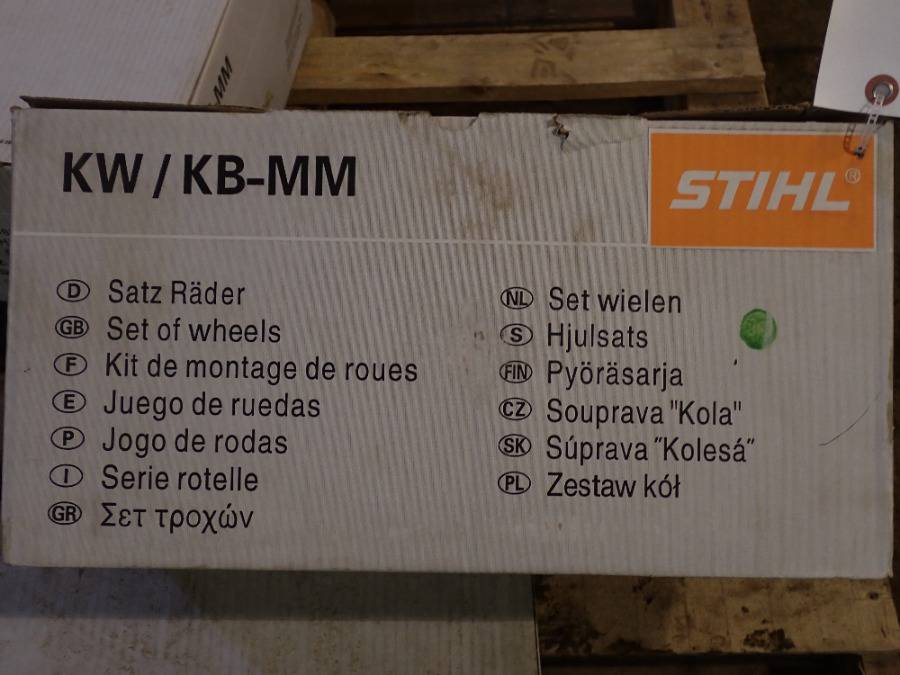 -MM
KW / KB-MM
STIHL®
D Satz Räder
GB Set of wheels
F Kit de montage de roues
E Juego de ruedas
P Jogo de rodas
I Serie rotelle
GR Σετ τροχών
NL Set wielen
S Hjulsats
FIN Pyöräsarja
CZ Souprava "Kola"
SK Súprava "Kolesá"
PL Zestaw kół